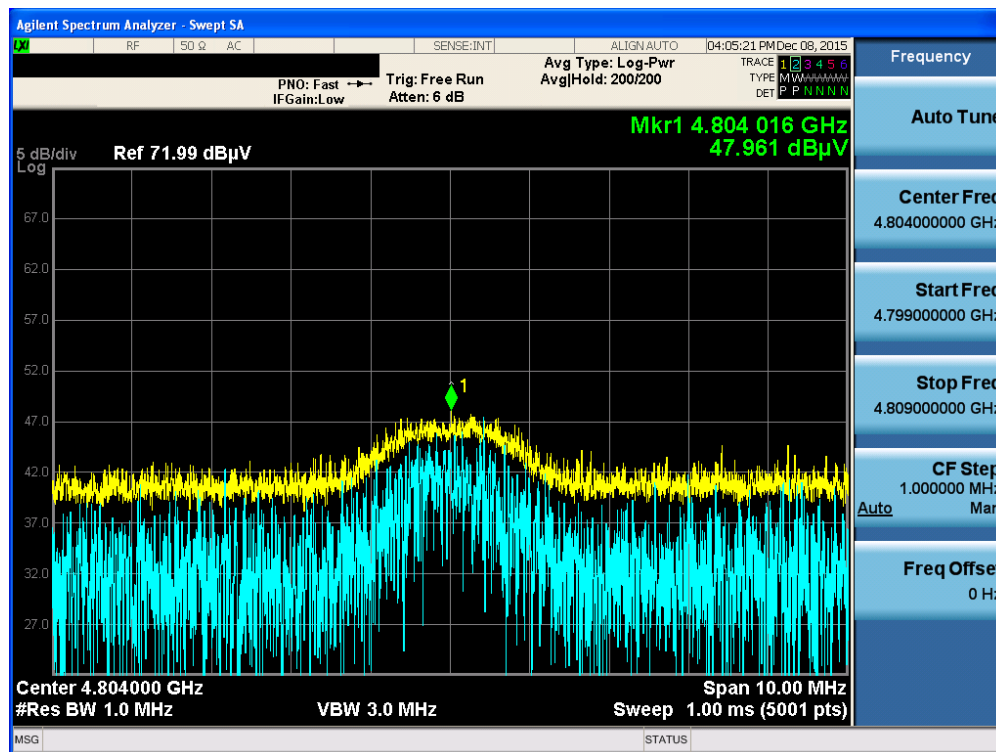 Agilent Spectrum Analyzer - Swept SA
LXI RF 50 Ω AC SENSE:INT ALIGN AUTO 04:05:21 PM Dec 08, 2015
Avg Type: Log-Pwr TRACE 1 2 3 4 5 6
PNO: Fast Trig: Free Run Avg|Hold: 200/200 TYPE M W
IFGain:Low Atten: 6 dB DET P P N N N N
Mkr1 4.804 016 GHz
47.961 dBµV
5 dB/div Ref 71.99 dBµV
Log
67.0
62.0
57.0
52.0
1
47.0
42.0
37.0
32.0
27.0
Center 4.804000 GHz Span 10.00 MHz
#Res BW 1.0 MHz VBW 3.0 MHz Sweep 1.00 ms (5001 pts)
MSG STATUS
Frequency
Auto Tune
Center Freq
4.804000000 GHz
Start Freq
4.799000000 GHz
Stop Freq
4.809000000 GHz
CF Step
1.000000 MHz
Auto Man
Freq Offset
0 Hz